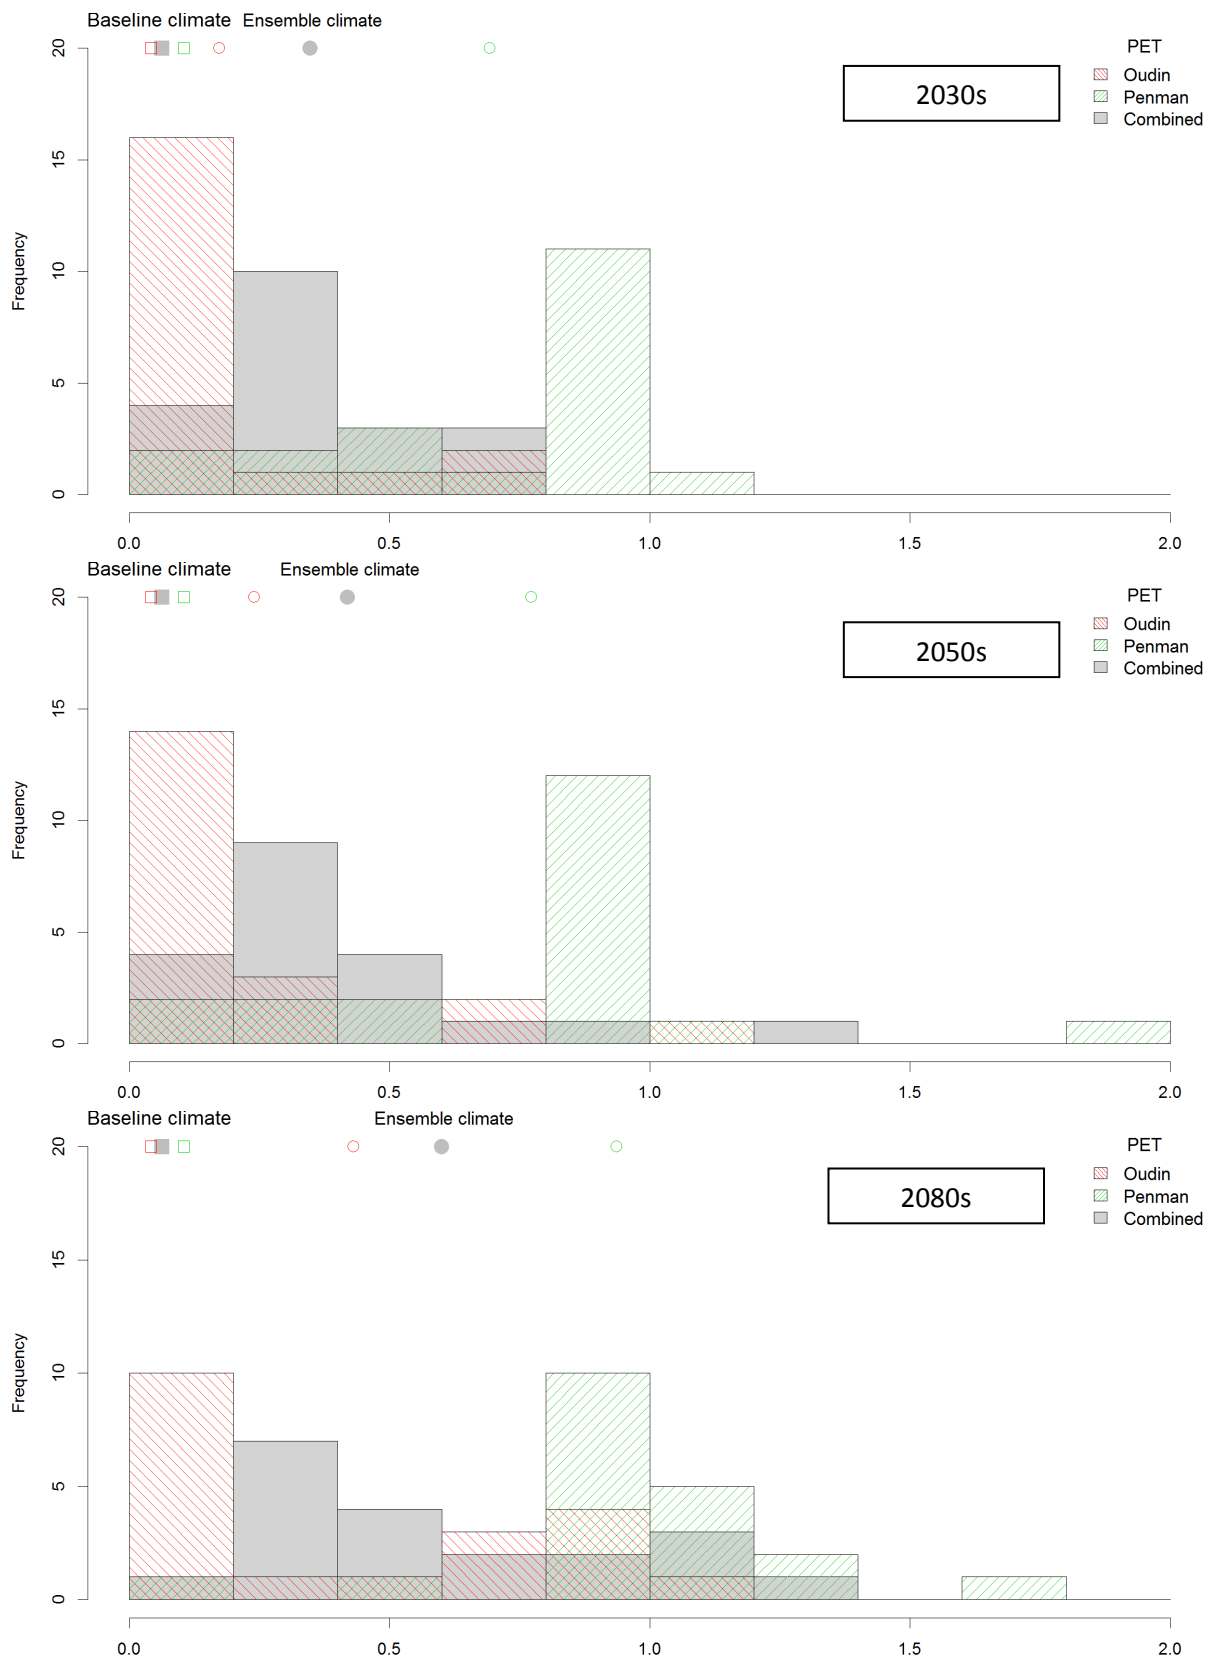 Baseline climate Ensemble climate
PET
Oudin
Penman
Combined
2030s
Frequency
20
15
10
5
0
0.0 0.5 1.0 1.5 2.0
Baseline climate Ensemble climate
PET
Oudin
Penman
Combined
2050s
Frequency
20
15
10
5
0
0.0 0.5 1.0 1.5 2.0
Baseline climate Ensemble climate
PET
Oudin
Penman
Combined
2080s
Frequency
20
15
10
5
0
0.0 0.5 1.0 1.5 2.0